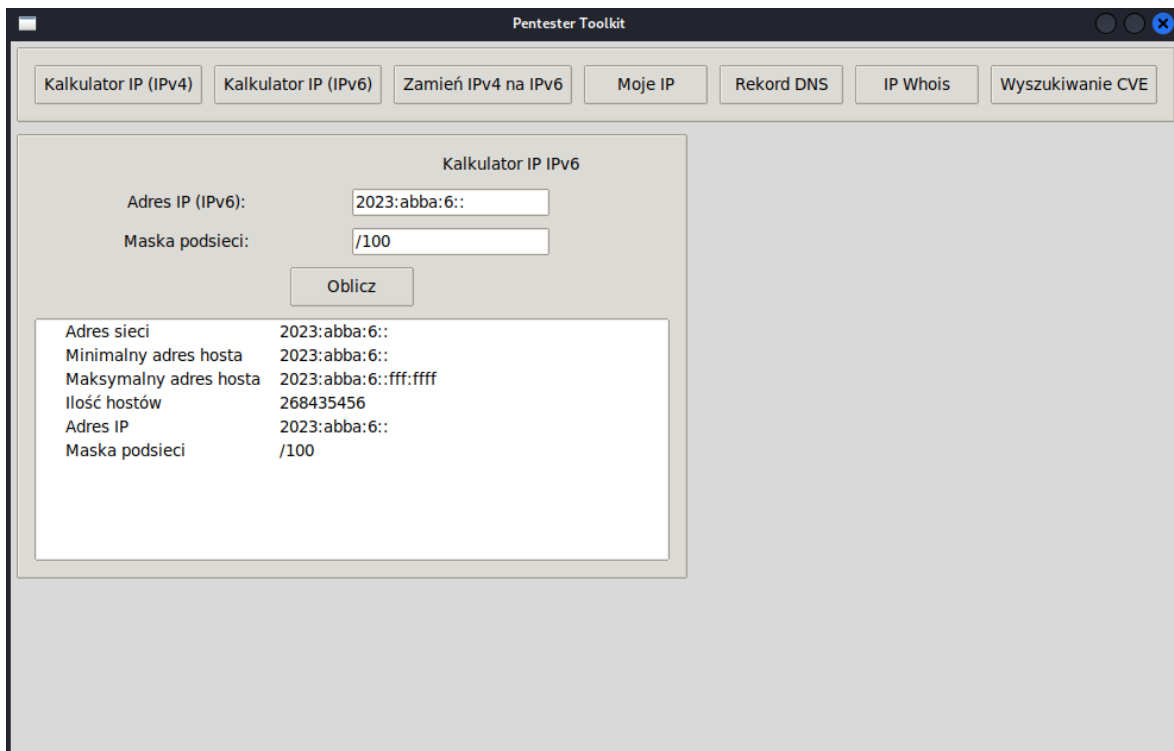 Pentester Toolkit
Kalkulator IP (IPv4) Kalkulator IP (IPv6) Zamień IPv4 na IPv6 Moje IP Rekord DNS IP Whois Wyszukiwanie CVE
Kalkulator IP IPv6
Adres IP (IPv6): 2023:abba:6::
Maska podsieci: /100
Oblicz
Adres sieci 2023:abba:6::
Minimalny adres hosta 2023:abba:6::
Maksymalny adres hosta 2023:abba:6::fff:ffff
Ilość hostów 268435456
Adres IP 2023:abba:6::
Maska podsieci /100